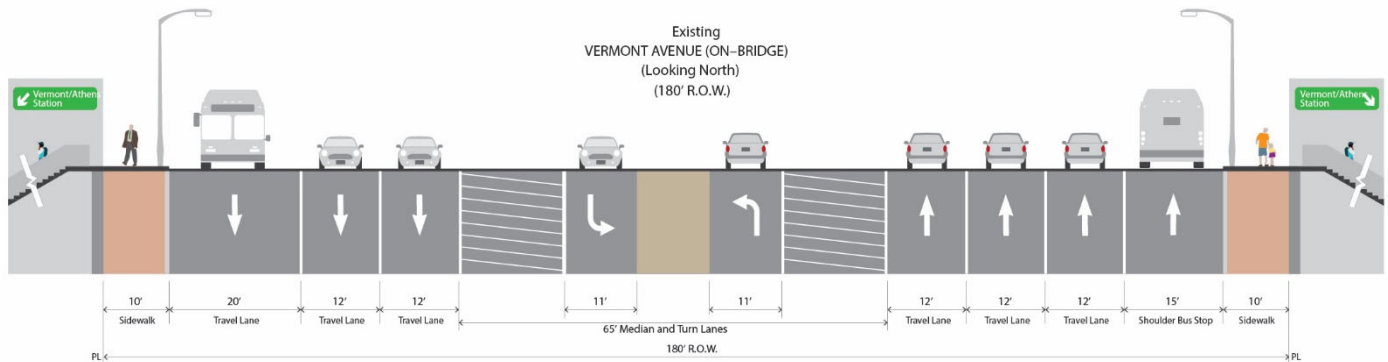 Existing
VERMONT AVENUE (ON–BRIDGE)
(Looking North)
(180' R.O.W.)
Vermont/Athens
Station
Vermont/Athens
Station
10'
20'
12'
12'
11'
11'
12'
12'
12'
15'
10'
Sidewalk
Travel Lane
Travel Lane
Travel Lane
65' Median and Turn Lanes
Travel Lane
Travel Lane
Travel Lane
Shoulder Bus Stop
Sidewalk
PL
180' R.O.W.
PL